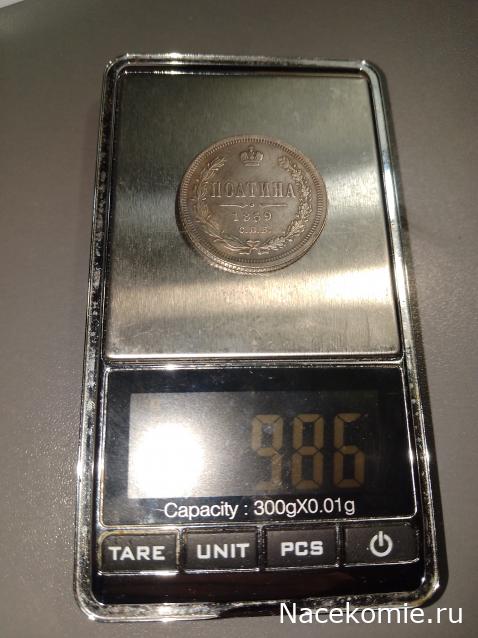 ПОЛТИНА
1859
С.П.Б.
986
Capacity : 300gX0.01g
TARE
UNIT
PCS
Nacekomie.ru